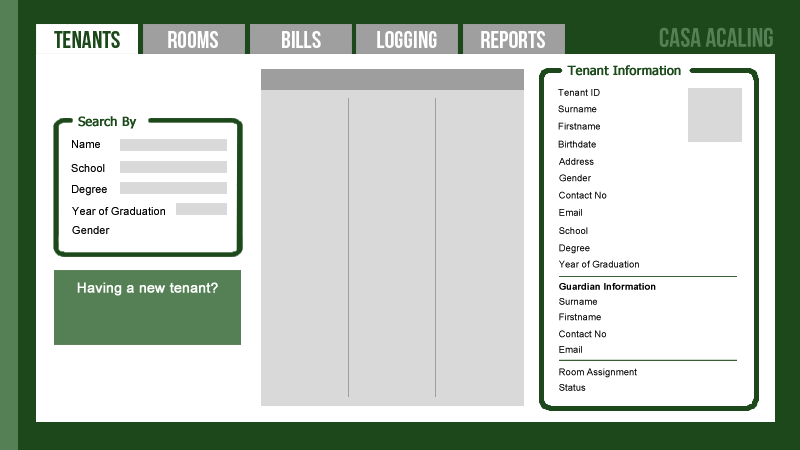 TENANTS
ROOMS
BILLS
LOGGING
REPORTS
CASA ACALING
Search By
Name
School
Degree
Year of Graduation
Gender
Having a new tenant?
Tenant Information
Tenant ID
Surname
Firstname
Birthdate
Address
Gender
Contact No
Email
School
Degree
Year of Graduation
Guardian Information
Surname
Firstname
Contact No
Email
Room Assignment
Status